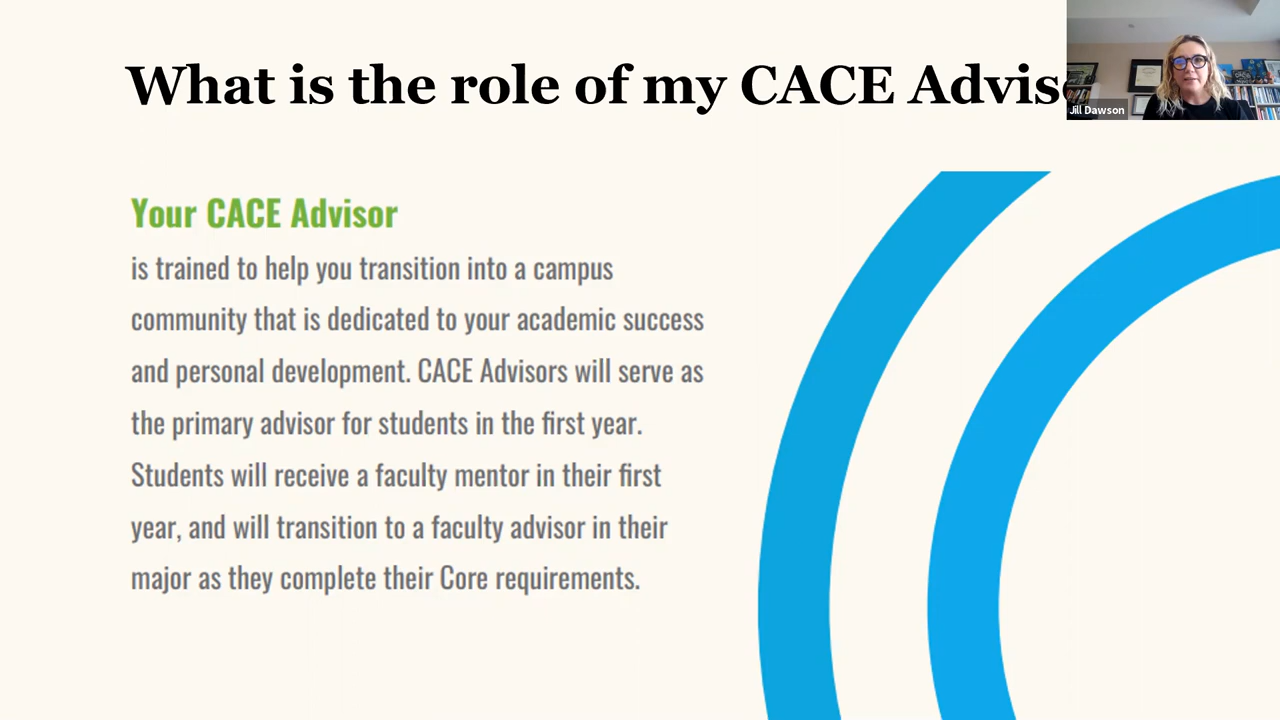 What is the role of my CACE
Jill Dawson
Your CACE Advisor
is trained to help you transition into a campus
community that is dedicated to your academic success
and personal development. CACE Advisors will serve as
the primary advisor for students in the first year.
Students will receive a faculty mentor in their first
year, and will transition to a faculty advisor in their
major as they complete their Core requirements.